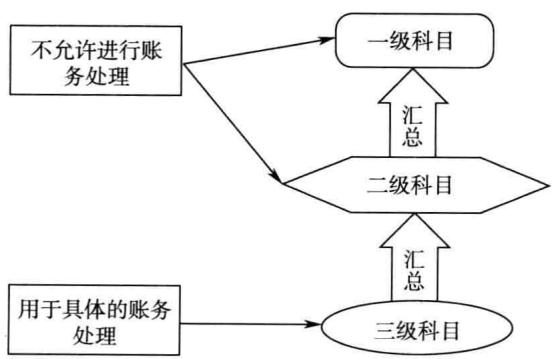 不允许进行账
务处理
一级科目
汇
总
二级科目
汇
总
用于具体的账务
处理
三级科目